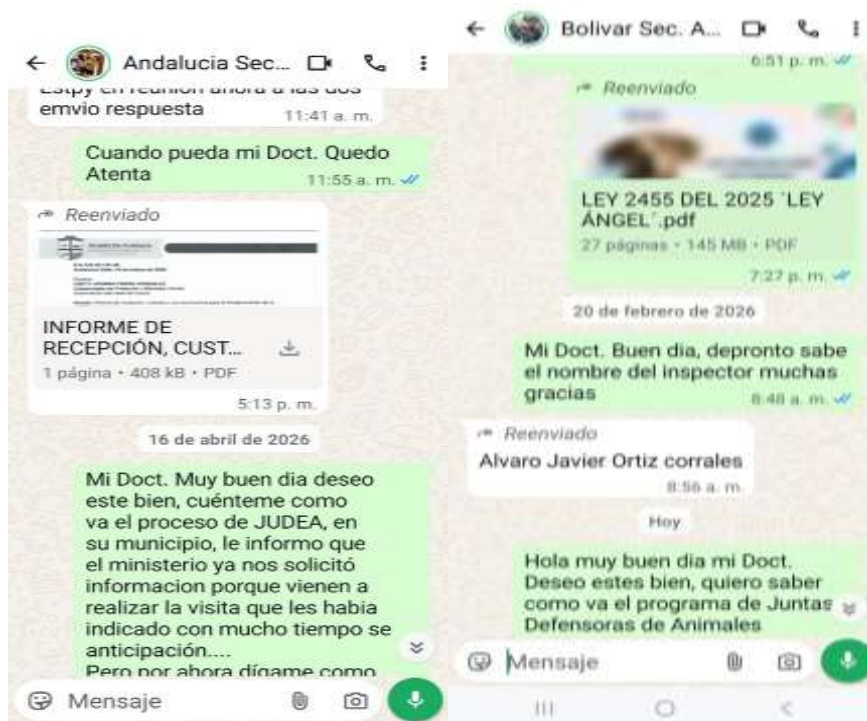 Andalucia Sec...
Estpy en reunion ahora a las dos
emvio respuesta
11:41 a. m.
Cuando pueda mi Doct. Quedo
Atenta
11:55 a. m.
Reenviado
INFORME DE
RECEPCIÓN, CUST...
1 página • 408 kB • PDF
5:13 p. m.
16 de abril de 2026
Mi Doct. Muy buen dia deseo
este bien, cuénteme como
va el proceso de JUDEA, en
su municipio, le informo que
el ministerio ya nos solicitó
informacion porque vienen a
realizar la visita que les habia
indicado con mucho tiempo se
anticipación....
Pero por ahora dígame como
Mensaje
Bolivar Sec. A...
6:51 p. m.
Reenviado
LEY 2455 DEL 2025 ´LEY
ÁNGEL´.pdf
27 páginas • 145 MB • PDF
7:27 p. m.
20 de febrero de 2026
Mi Doct. Buen dia, depronto sabe
el nombre del inspector muchas
gracias
8:48 a. m.
Reenviado
Alvaro Javier Ortiz corrales
8:56 a. m.
Hoy
Hola muy buen dia mi Doct.
Deseo estes bien, quiero saber
como va el programa de Juntas
Defensoras de Animales
Mensaje